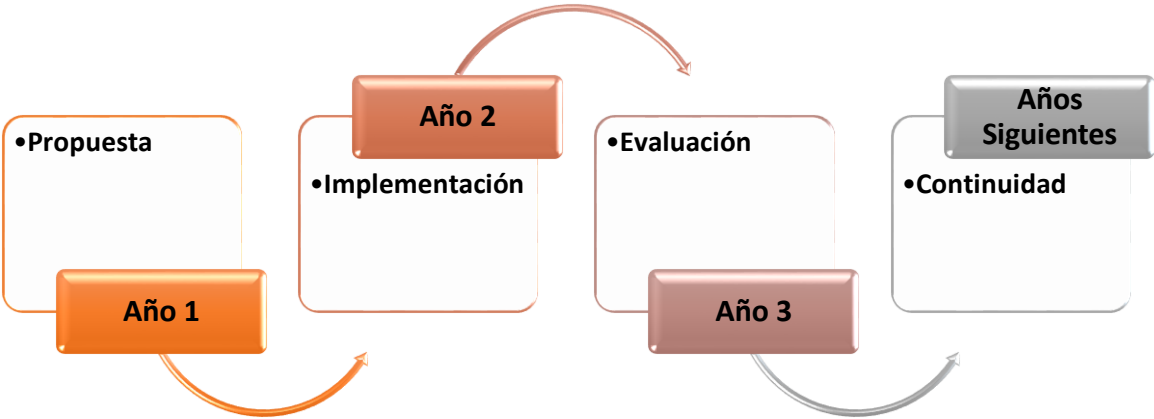 •Propuesta
Año 1
Año 2
•Implementación
•Evaluación
Año 3
Años
Siguientes
•Continuidad